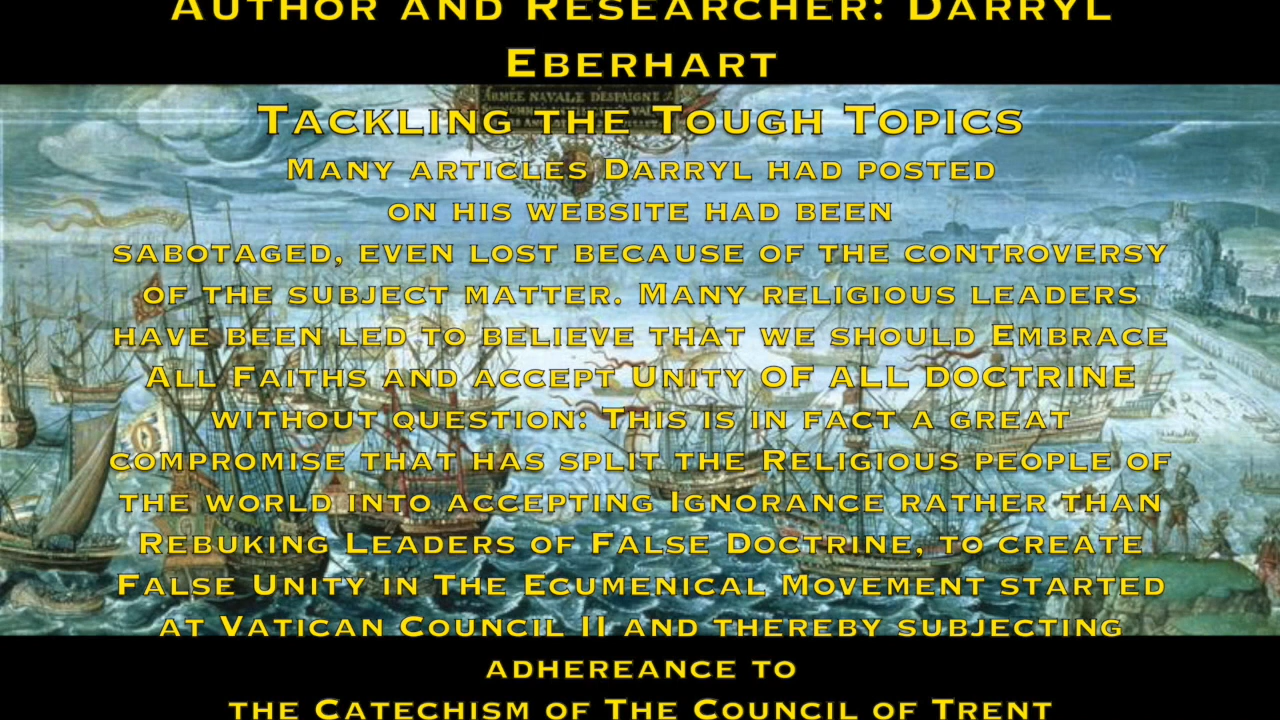 AUTHOR AND RESEARCHER: DARRYL
EBERHART
ARMÉE NAVALE DESPAIGNE
TACKLING THE TOUGH TOPICS
MANY ARTICLES DARRYL HAD POSTED
ON HIS WEBSITE HAD BEEN
SABOTAGED, EVEN LOST BECAUSE OF THE CONTROVERSY
OF THE SUBJECT MATTER. MANY RELIGIOUS LEADERS
HAVE BEEN LED TO BELIEVE THAT WE SHOULD EMBRACE
ALL FAITHS AND ACCEPT UNITY OF ALL DOCTRINE
WITHOUT QUESTION: THIS IS IN FACT A GREAT
COMPROMISE THAT HAS SPLIT THE RELIGIOUS PEOPLE OF
THE WORLD INTO ACCEPTING IGNORANCE RATHER THAN
REBUKING LEADERS OF FALSE DOCTRINE, TO CREATE
FALSE UNITY IN THE ECUMENICAL MOVEMENT STARTED
AT VATICAN COUNCIL II AND THEREBY SUBJECTING
ADHEREANCE TO
THE CATECHISM OF THE COUNCIL OF TRENT